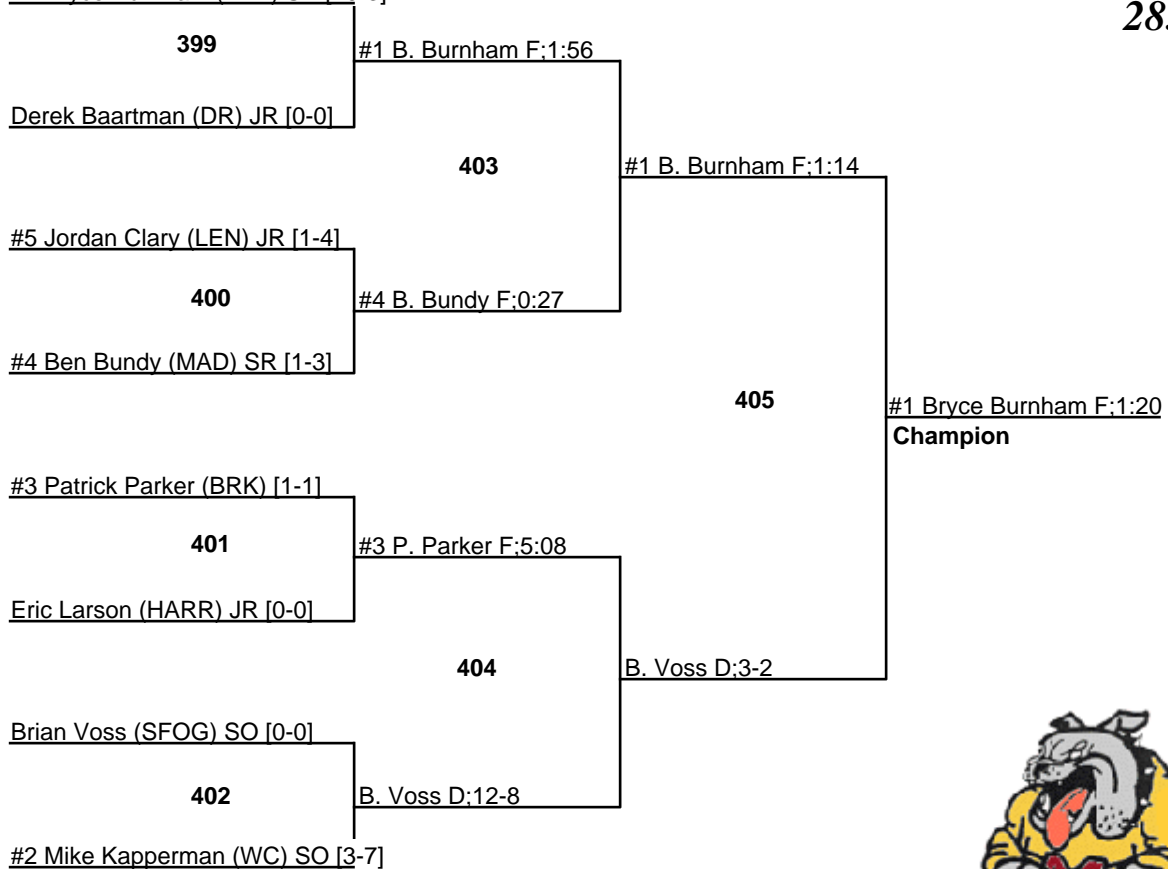 28
399
#1 B. Burnham F;1:56
Derek Baartman (DR) JR [0-0]
403
#1 B. Burnham F;1:14
#5 Jordan Clary (LEN) JR [1-4]
400
#4 B. Bundy F;0:27
#4 Ben Bundy (MAD) SR [1-3]
405
#1 Bryce Burnham F;1:20
Champion
#3 Patrick Parker (BRK) [1-1]
401
#3 P. Parker F;5:08
Eric Larson (HARR) JR [0-0]
404
B. Voss D;3-2
Brian Voss (SFOG) SO [0-0]
402
B. Voss D;12-8
#2 Mike Kapperman (WC) SO [3-7]